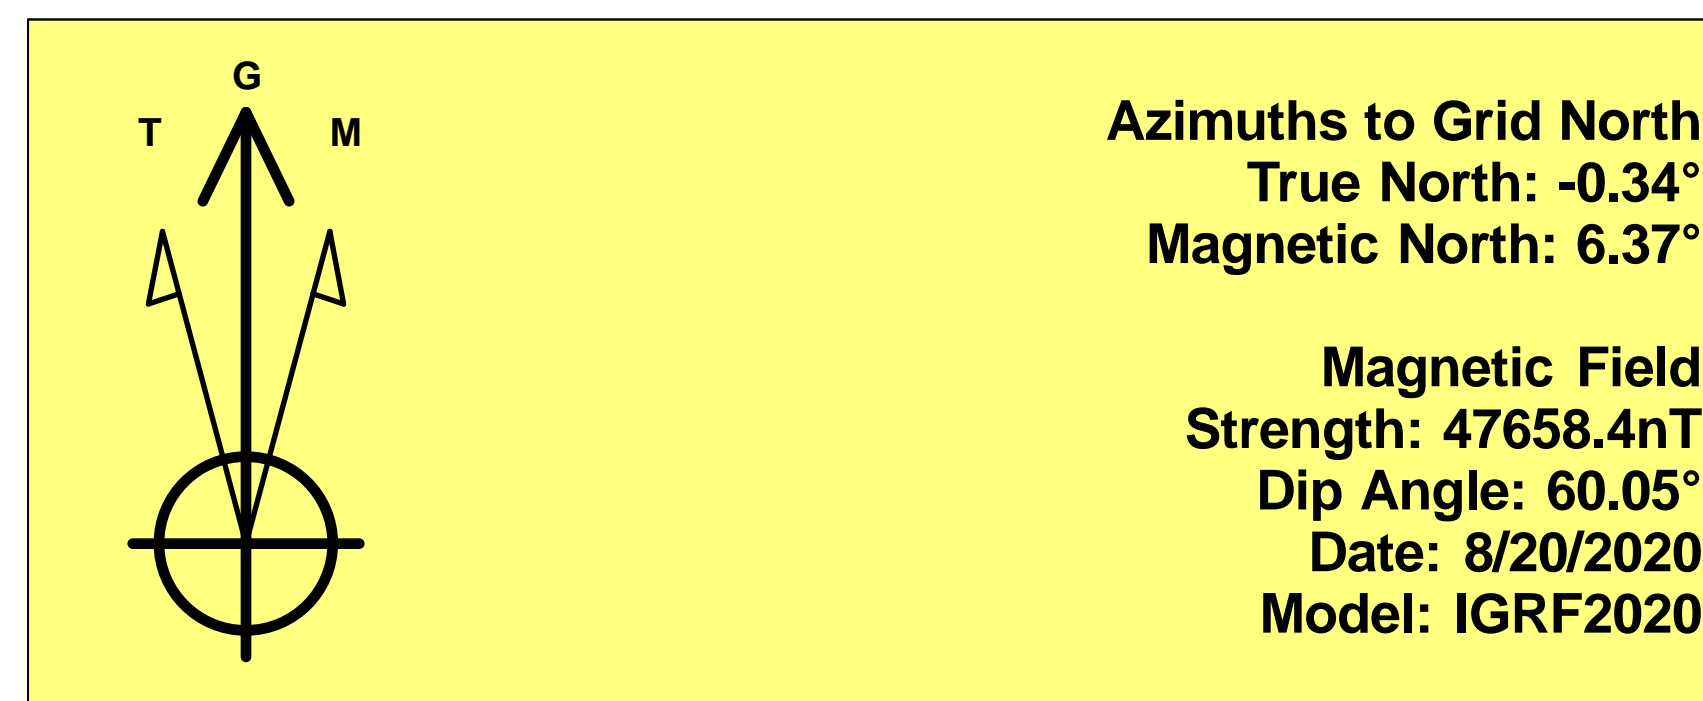 G
T M
Azimuths to Grid North
True North: -0.34°
Magnetic North: 6.37°
Magnetic Field
Strength: 47658.4nT
Dip Angle: 60.05°
Date: 8/20/2020
Model: IGRF2020